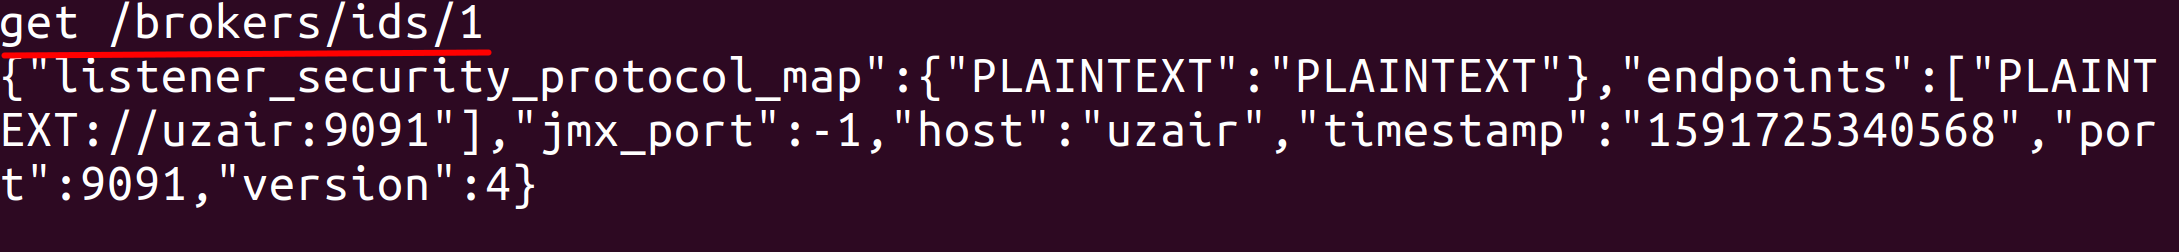 get /brokers/ids/1
{"listener_security_protocol_map":{"PLAINTEXT":"PLAINTEXT"},"endpoints":["PLAINT
EXT://uzair:9091"],"jmx_port":-1,"host":"uzair","timestamp":"1591725340568","por
t":9091,"version":4}